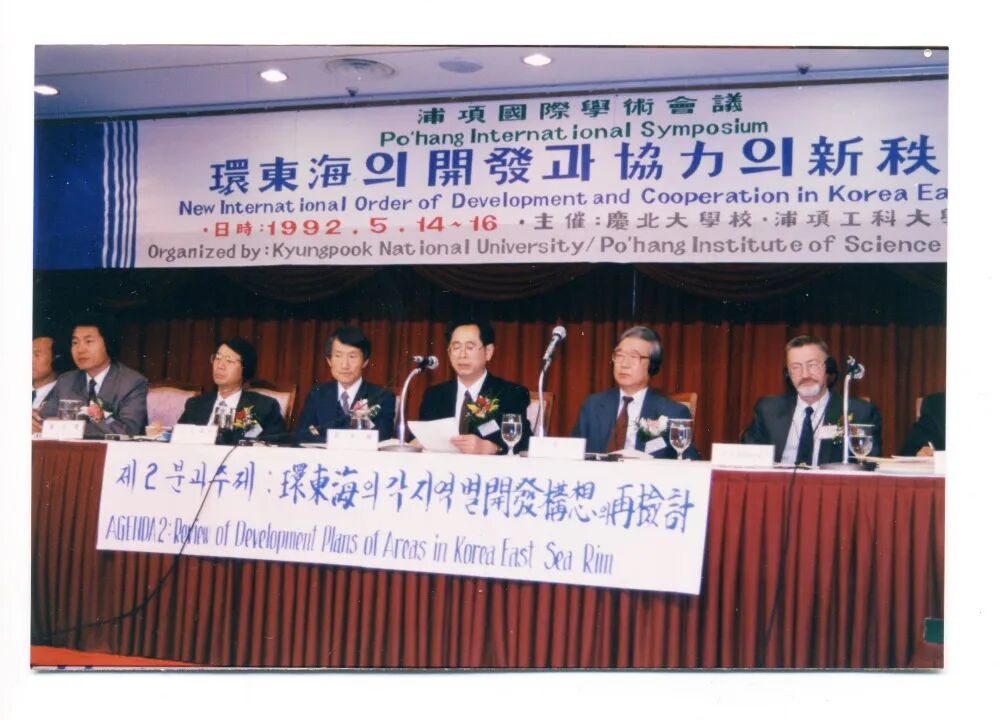 浦項國際學術會議
Po'hang International Symposium
環東海의 開發과 協力의 新秩
New International Order of Development and Cooperation in Korea Ea
·日時:1992. 5. 14~16 ·主催:慶北大學校·浦項工科大學
Organized by:Kyungpook National University/Po'hang Institute of Science
제2분과주제 : 環東海의 각지역별 開發構想의 再檢討
AGENDA 2: Review of Development Plans of Areas in Korea East Sea Rim